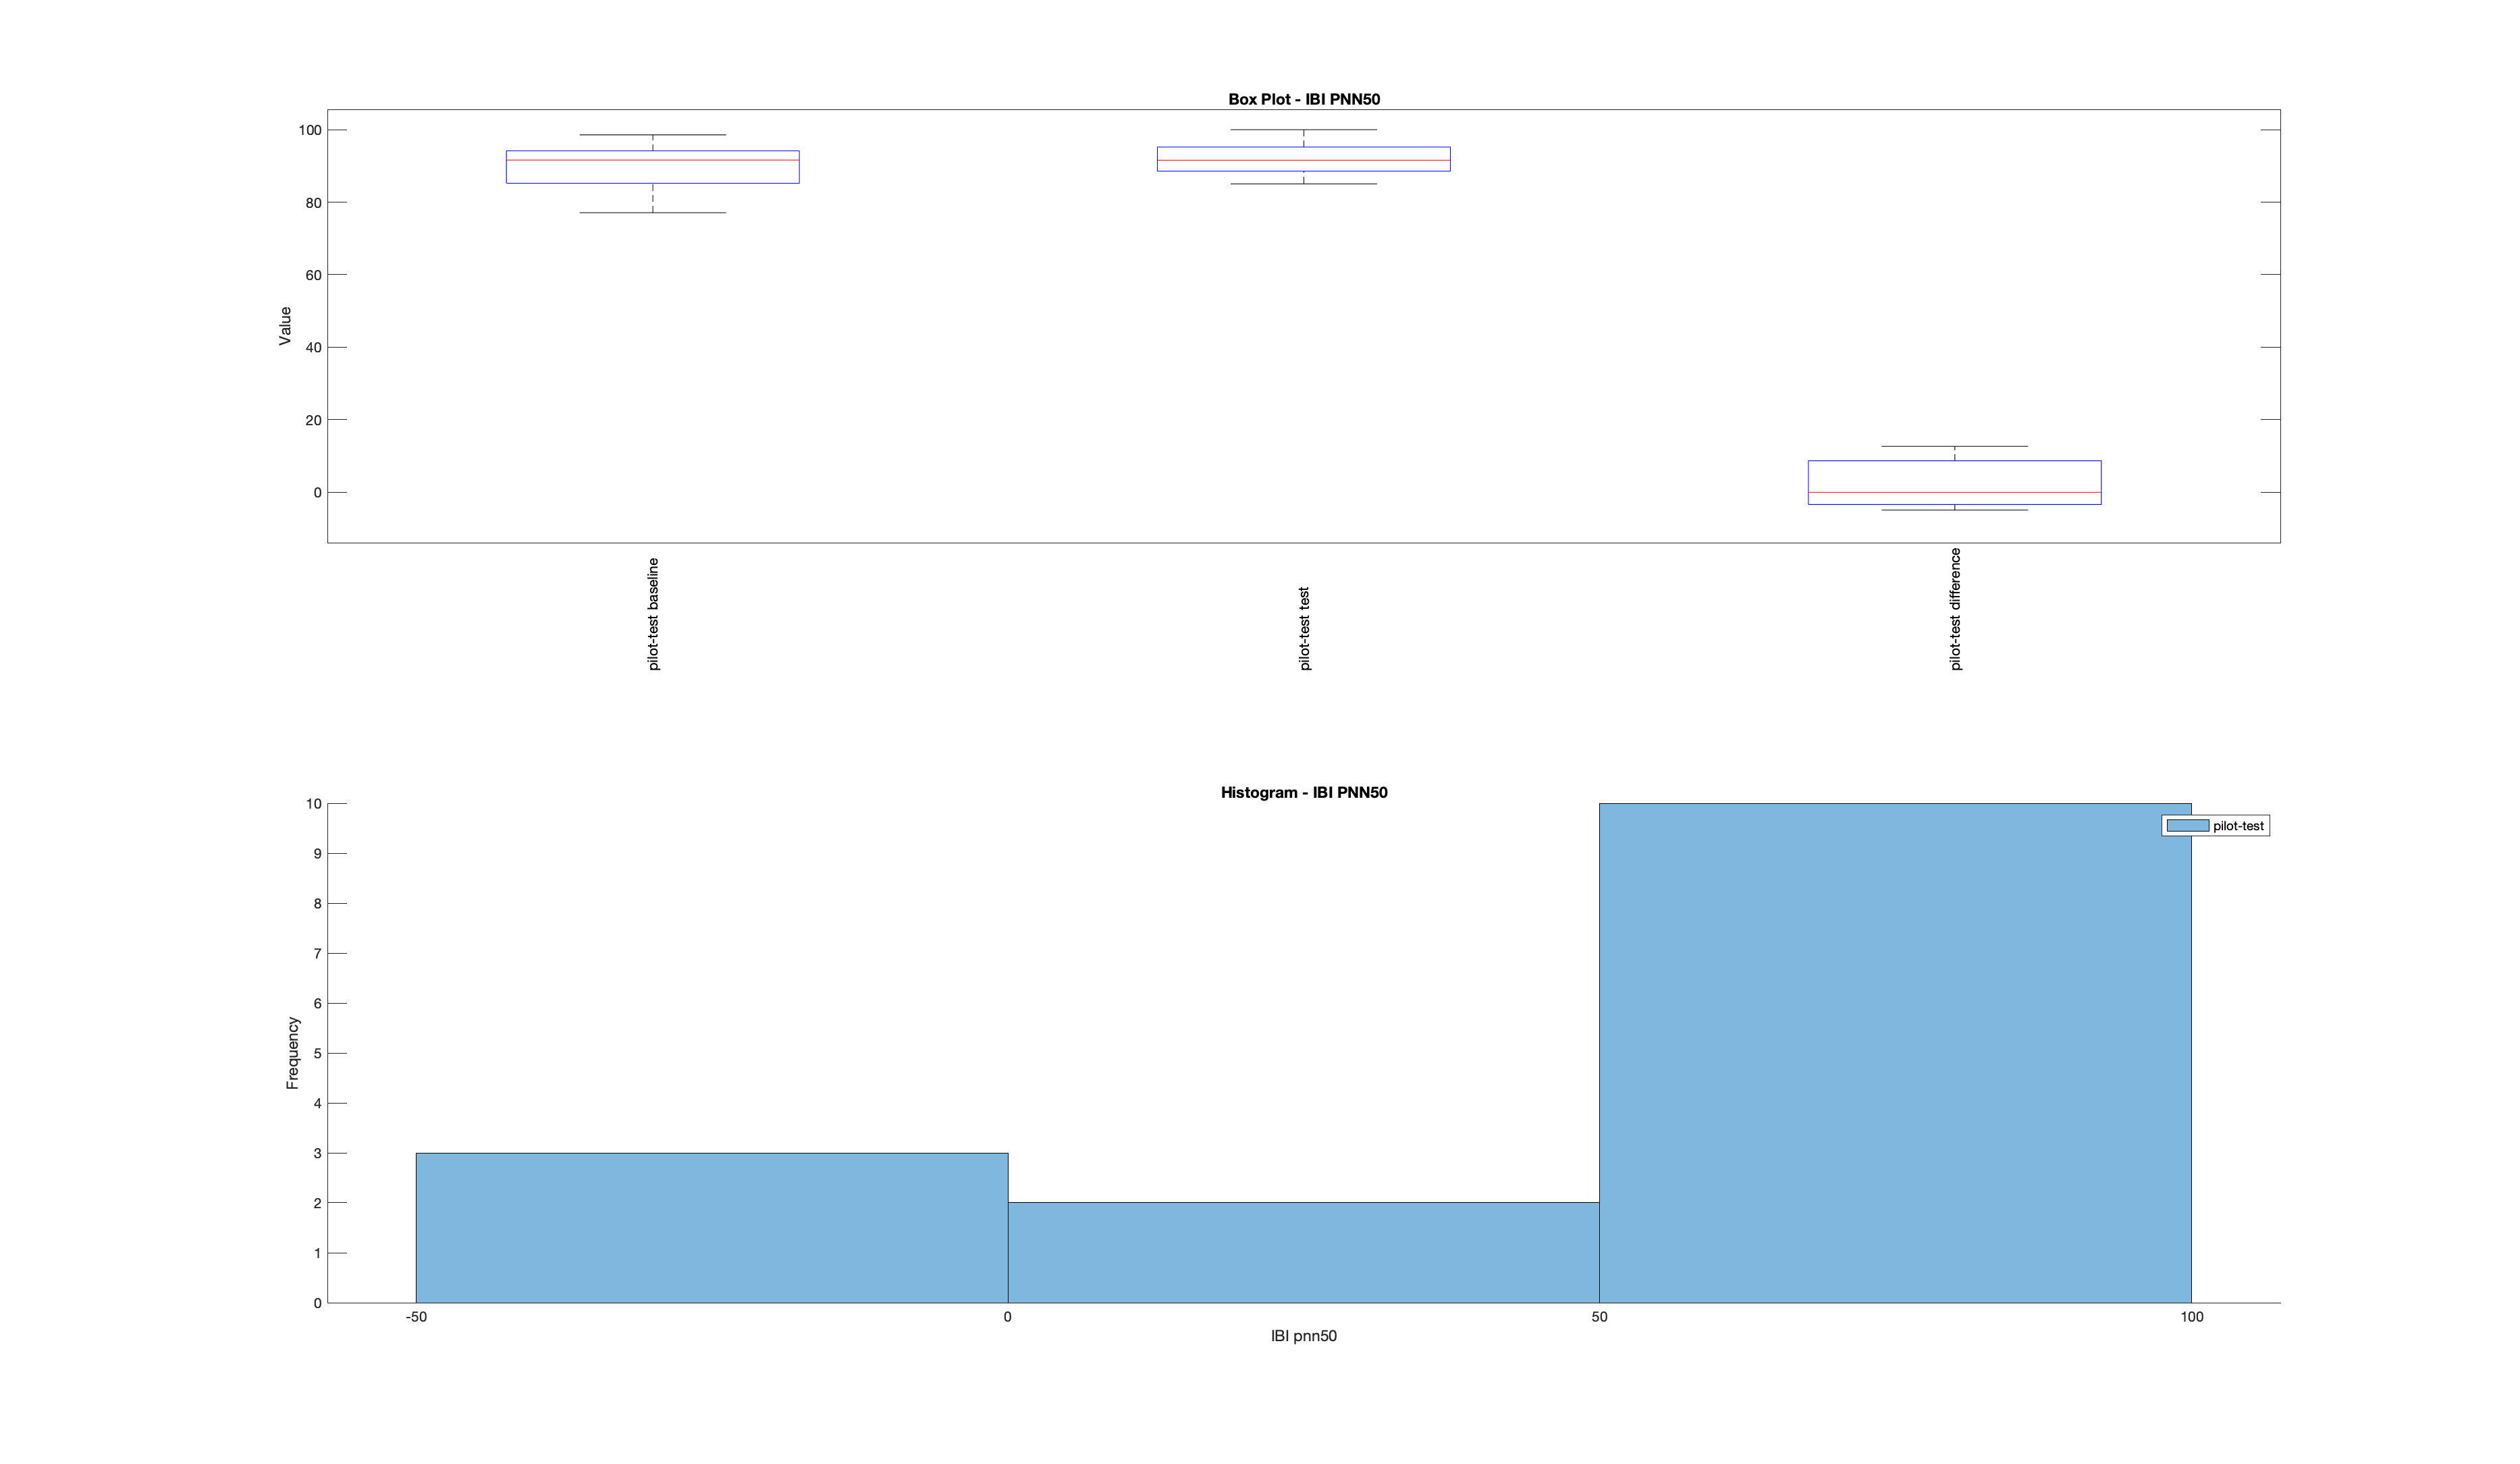 Box Plot - IBI PNN50
100
80
60
40
20
0
Value
pilot-test baseline
pilot-test test
pilot-test difference
Histogram - IBI PNN50
10
9
8
7
6
5
4
3
2
1
0
Frequency
pilot-test
-50
0
50
100
IBI pnn50